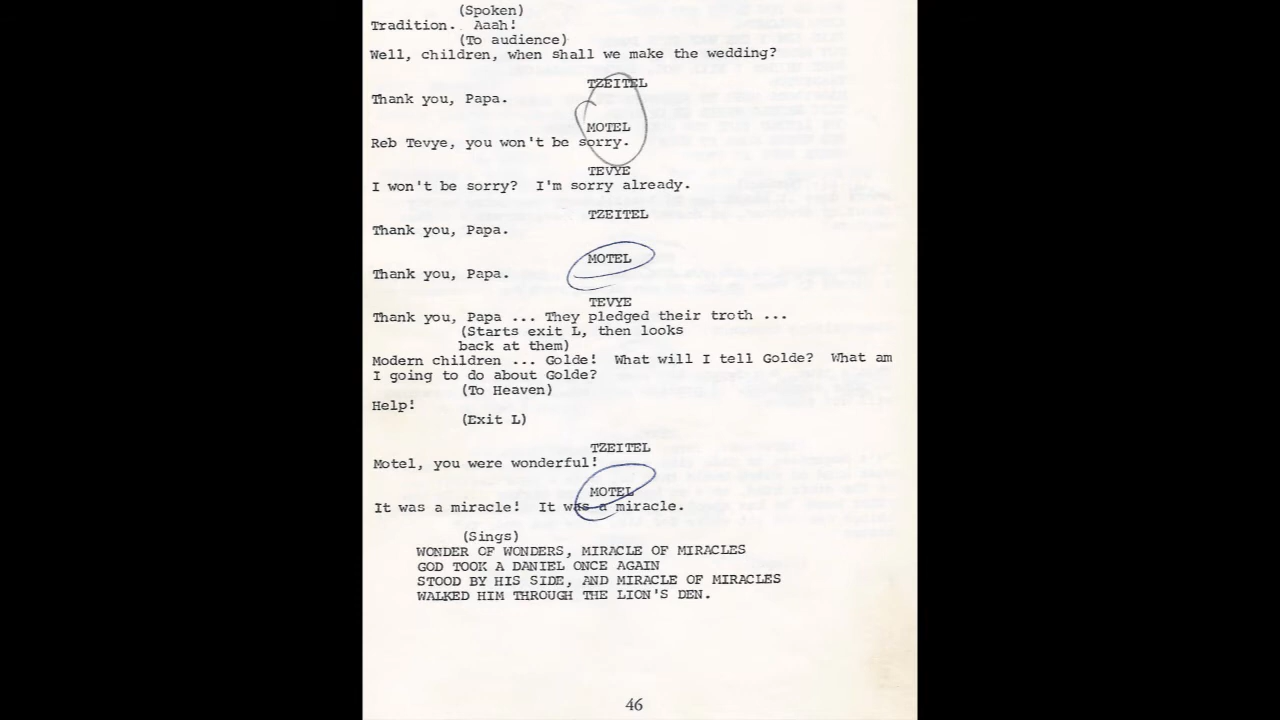 (Spoken)
Tradition. Aaah!
(To audience)
Well, children, when shall we make the wedding?
TZEITEL
Thank you, Papa.
MOTEL
Reb Tevye, you won't be sorry.
TEVYE
I won't be sorry? I'm sorry already.
TZEITEL
Thank you, Papa.
MOTEL
Thank you, Papa.
TEVYE
Thank you, Papa ... They pledged their troth ...
(Starts exit L, then looks
back at them)
Modern children ... Golde! What will I tell Golde? What am
I going to do about Golde?
(To Heaven)
Help!
(Exit L)
TZEITEL
Motel, you were wonderful!
MOTEL
It was a miracle! It was a miracle.
(Sings)
WONDER OF WONDERS, MIRACLE OF MIRACLES
GOD TOOK A DANIEL ONCE AGAIN
STOOD BY HIS SIDE, AND MIRACLE OF MIRACLES
WALKED HIM THROUGH THE LION'S DEN.
46